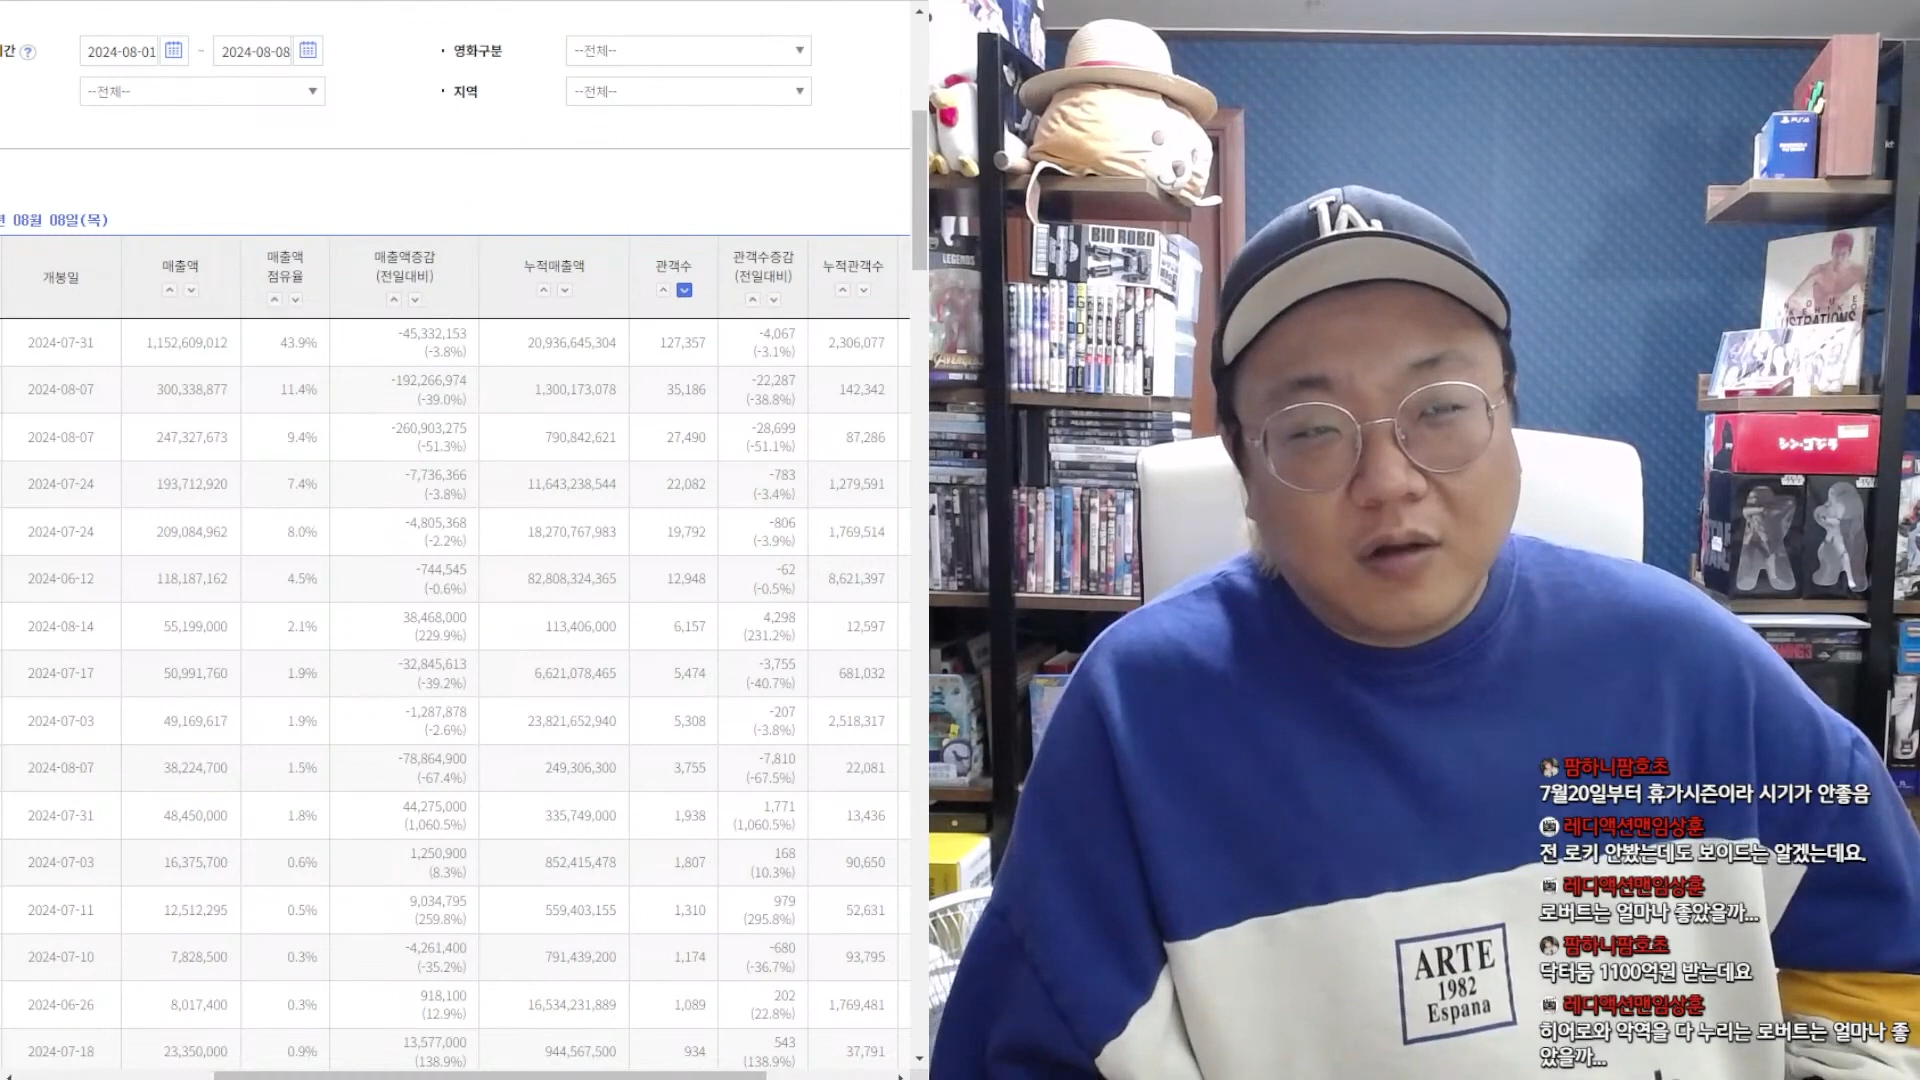 간 ?
2024-08-01 ~ 2024-08-08
· 영화구분
--전체--
--전체--
· 지역
--전체--
08월 08일(목)
개봉일 매출액 매출액 점유율 매출액증감 (전일대비) 누적매출액 관객수 관객수증감 (전일대비) 누적관객수
2024-07-31 1,152,609,012 43.9% -45,332,153 (-3.8%) 20,936,645,304 127,357 -4,067 (-3.1%) 2,306,077
2024-08-07 300,338,877 11.4% -192,266,974 (-39.0%) 1,300,173,078 35,186 -22,287 (-38.8%) 142,342
2024-08-07 247,327,673 9.4% -260,903,275 (-51.3%) 790,842,621 27,490 -28,699 (-51.1%) 87,286
2024-07-24 193,712,920 7.4% -7,736,366 (-3.8%) 11,643,238,544 22,082 -783 (-3.4%) 1,279,591
2024-07-24 209,084,962 8.0% -4,805,368 (-2.2%) 18,270,767,983 19,792 -806 (-3.9%) 1,769,514
2024-06-12 118,187,162 4.5% -744,545 (-0.6%) 82,808,324,365 12,948 -62 (-0.5%) 8,621,397
2024-08-14 55,199,000 2.1% 38,468,000 (229.9%) 113,406,000 6,157 4,298 (231.2%) 12,597
2024-07-17 50,991,760 1.9% -32,845,613 (-39.2%) 6,621,078,465 5,474 -3,755 (-40.7%) 681,032
2024-07-03 49,169,617 1.9% -1,287,878 (-2.6%) 23,821,652,940 5,308 -207 (-3.8%) 2,518,317
2024-08-07 38,224,700 1.5% -78,864,900 (-67.4%) 249,306,300 3,755 -7,810 (-67.5%) 22,081
2024-07-31 48,450,000 1.8% 44,275,000 (1,060.5%) 335,749,000 1,938 1,771 (1,060.5%) 13,436
2024-07-03 16,375,700 0.6% 1,250,900 (8.3%) 852,415,478 1,807 168 (10.3%) 90,650
2024-07-11 12,512,295 0.5% 9,034,795 (259.8%) 559,403,155 1,310 979 (295.8%) 52,631
2024-07-10 7,828,500 0.3% -4,261,400 (-35.2%) 791,439,200 1,174 -680 (-36.7%) 93,795
2024-06-26 8,017,400 0.3% 918,100 (12.9%) 16,534,231,889 1,089 202 (22.8%) 1,769,481
2024-07-18 23,350,000 0.9% 13,577,000 (138.9%) 944,567,500 934 543 (138.9%) 37,791
BIO ROBO
LEGENDS
AVENGERS
LA
PS4
シン・ゴジラ
ARTE
1982
Espana
팜하니팜호초
7월20일부터 휴가시즌이라 시기가 안좋음
레디액션맨임상훈
전 로키 안봤는데도 보이드는 알겠는데요.
레디액션맨임상훈
로버트는 얼마나 좋았을까...
팜하니팜호초
닥터둠 1100억원 받는데요
레디액션맨임상훈
히어로와 악역을 다 누리는 로버트는 얼마나 좋
았을까...